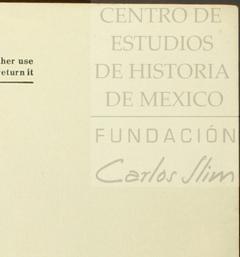 CENTRO DE
ESTUDIOS
DE HISTORIA
DE MEXICO
FUNDACIÓN
Carlos Slim
her use
return it